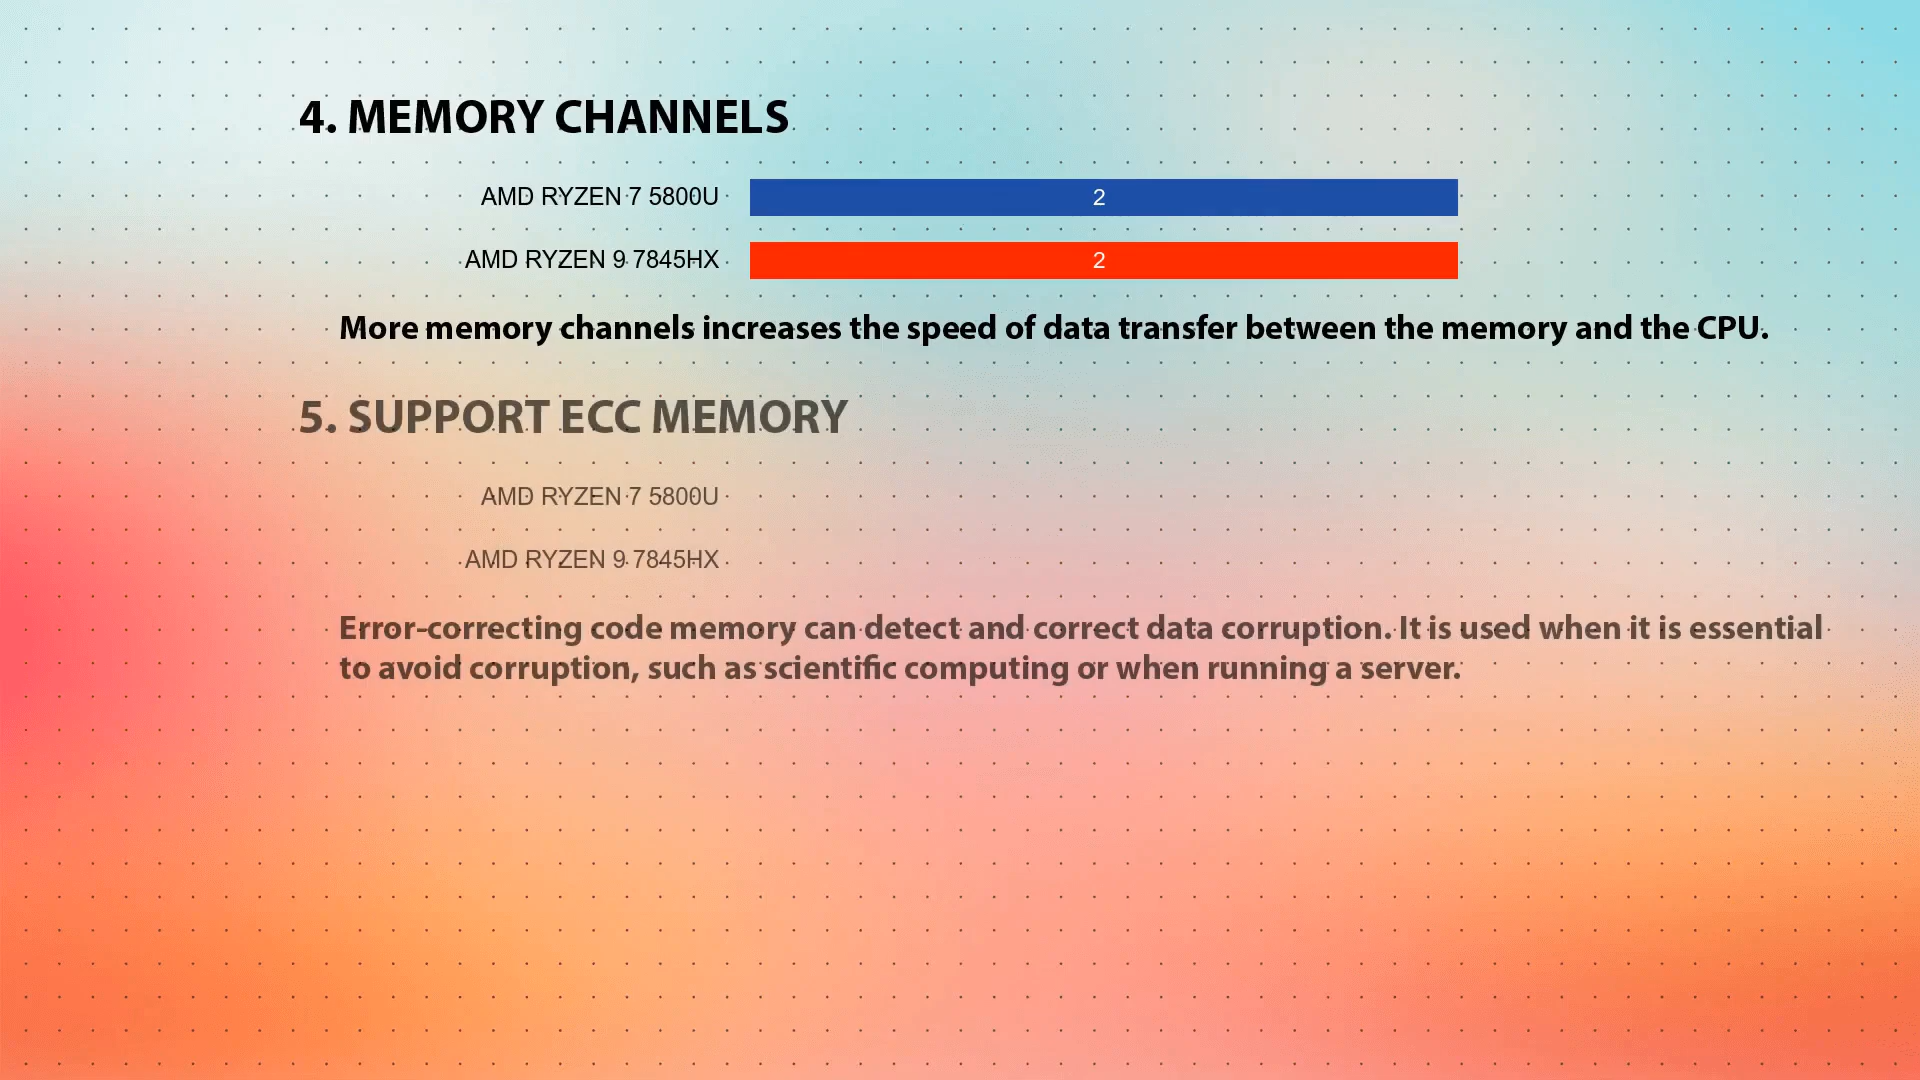 4. MEMORY CHANNELS
AMD RYZEN 7 5800U
2
AMD RYZEN 9 7845HX
2
More memory channels increases the speed of data transfer between the memory and the CPU.
5. SUPPORT ECC MEMORY
AMD RYZEN 7 5800U
AMD RYZEN 9 7845HX
Error-correcting code memory can detect and correct data corruption. It is used when it is essential
to avoid corruption, such as scientific computing or when running a server.